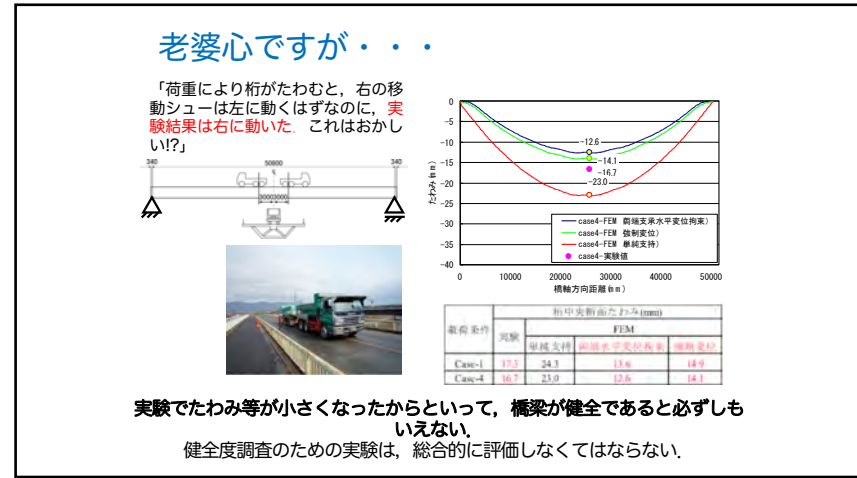 老婆心ですが・・・
「荷重により桁がたわむと，右の移
動シューは左に動くはずなのに，実
験結果は右に動いた．これはおかし
い!?」
340
50800
340
℄
30003000
たわみ(mm)
0
-5
-10
-15
-20
-25
-30
-35
-40
-12.6
-14.1
-16.7
-23.0
case4-FEM 両端支承水平変位拘束)
case4-FEM 強制変位)
case4-FEM 単純支持)
case4-実験値
0 10000 20000 30000 40000 50000
橋軸方向距離(mm)
載荷条件 桁中央断面たわみ(mm)
実験 FEM
単純支持 両端水平変位拘束 強制変位
Case-1 17.3 24.3 13.6 14.9
Case-4 16.7 23.0 12.6 14.1
実験でたわみ等が小さくなったからといって，橋梁が健全であると必ずしも
いえない．
健全度調査のための実験は，総合的に評価しなくてはならない．